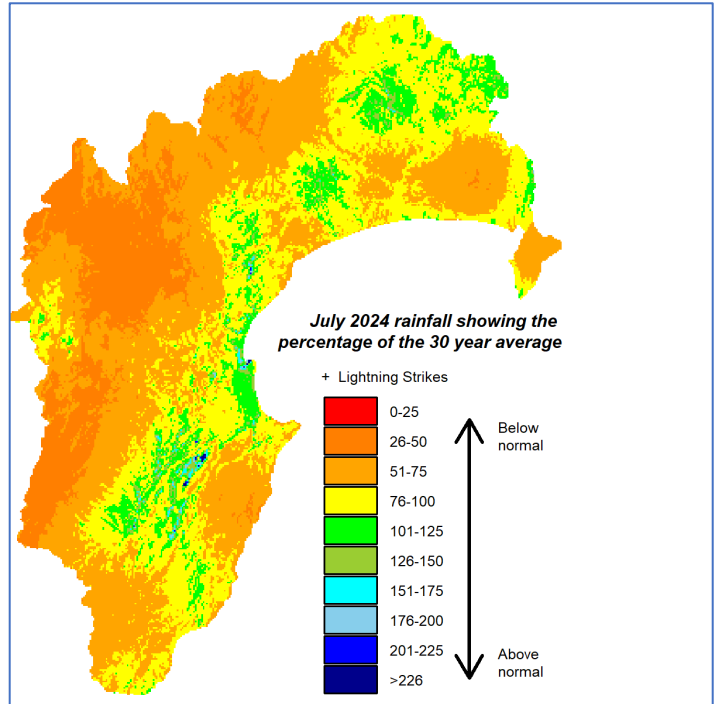 July 2024 rainfall showing the
percentage of the 30 year average
+ Lightning Strikes
0-25
26-50
51-75
76-100
101-125
126-150
151-175
176-200
201-225
>226
Below
normal
Above
normal